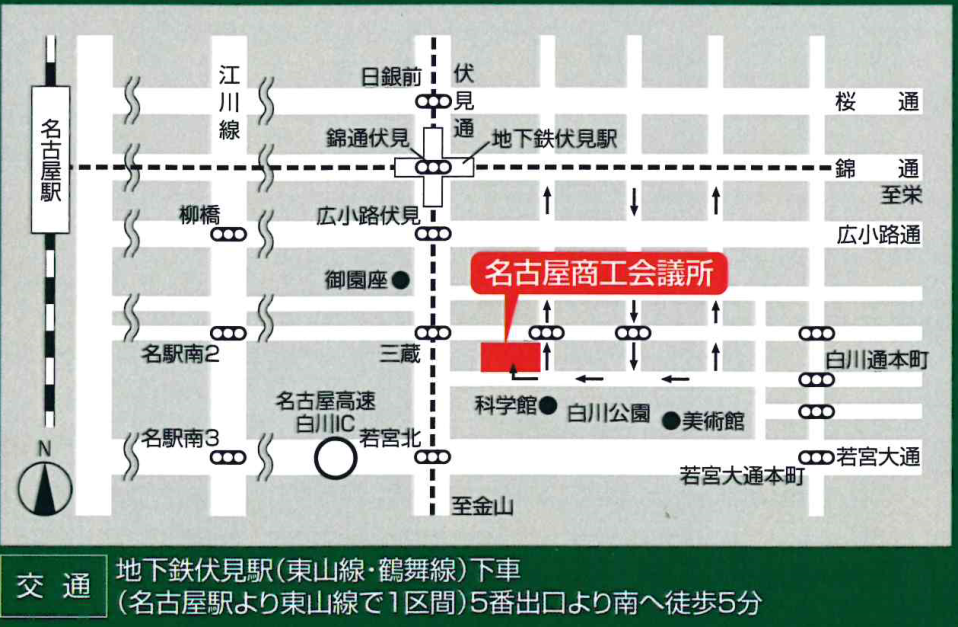 日銀前
伏見通
江川線
桜通
名古屋駅
錦通伏見
地下鉄伏見駅
錦通
至栄
柳橋
広小路伏見
広小路通
御園座
名古屋商工会議所
名駅南2
三蔵
白川通本町
名古屋高速
白川IC
科学館
白川公園
美術館
名駅南3
若宮北
若宮大通
若宮大通本町
N
至金山
交通
地下鉄伏見駅(東山線・鶴舞線)下車
(名古屋駅より東山線で1区間)5番出口より南へ徒歩5分